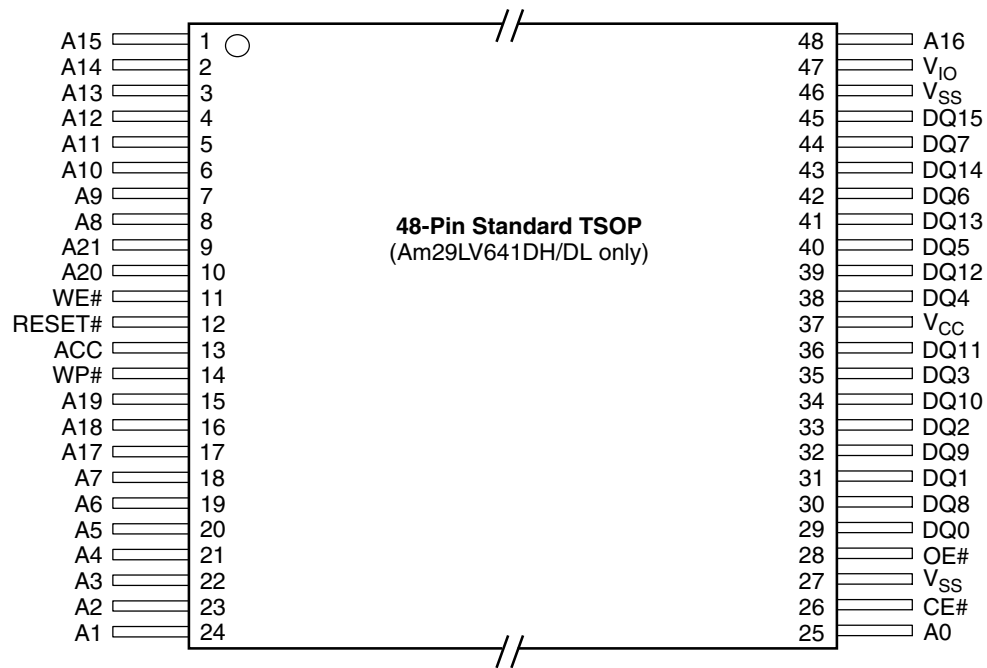 A15 1 48 A16
A14 2 47 VIO
A13 3 46 VSS
A12 4 45 DQ15
A11 5 44 DQ7
A10 6 43 DQ14
A9 7 42 DQ6
A8 8 41 DQ13
A21 9 40 DQ5
A20 10 39 DQ12
WE# 11 38 DQ4
RESET# 12 37 VCC
ACC 13 36 DQ11
WP# 14 35 DQ3
A19 15 34 DQ10
A18 16 33 DQ2
A17 17 32 DQ9
A7 18 31 DQ1
A6 19 30 DQ8
A5 20 29 DQ0
A4 21 28 OE#
A3 22 27 VSS
A2 23 26 CE#
A1 24 25 A0
48-Pin Standard TSOP
(Am29LV641DH/DL only)